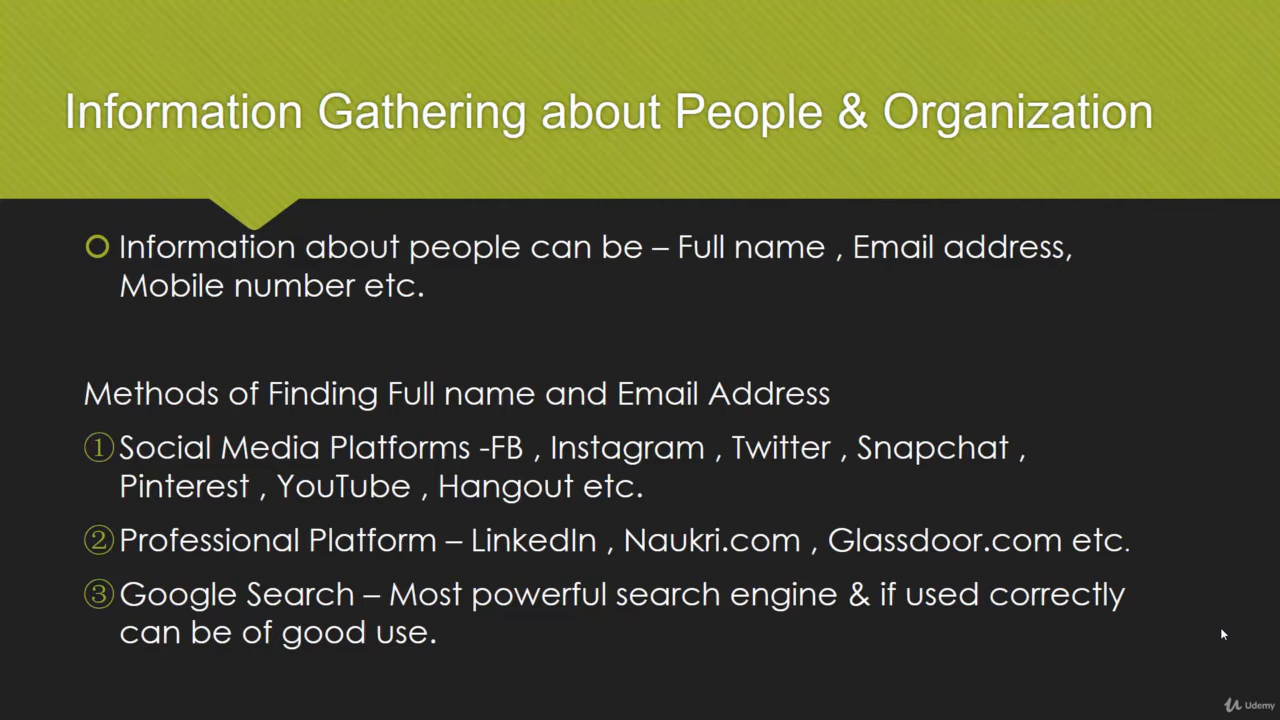 Information Gathering about People & Organization
Information about people can be – Full name , Email address,
Mobile number etc.
Methods of Finding Full name and Email Address
① Social Media Platforms -FB , Instagram , Twitter , Snapchat ,
Pinterest , YouTube , Hangout etc.
② Professional Platform – LinkedIn , Naukri.com , Glassdoor.com etc.
③ Google Search – Most powerful search engine & if used correctly
can be of good use.
Udemy